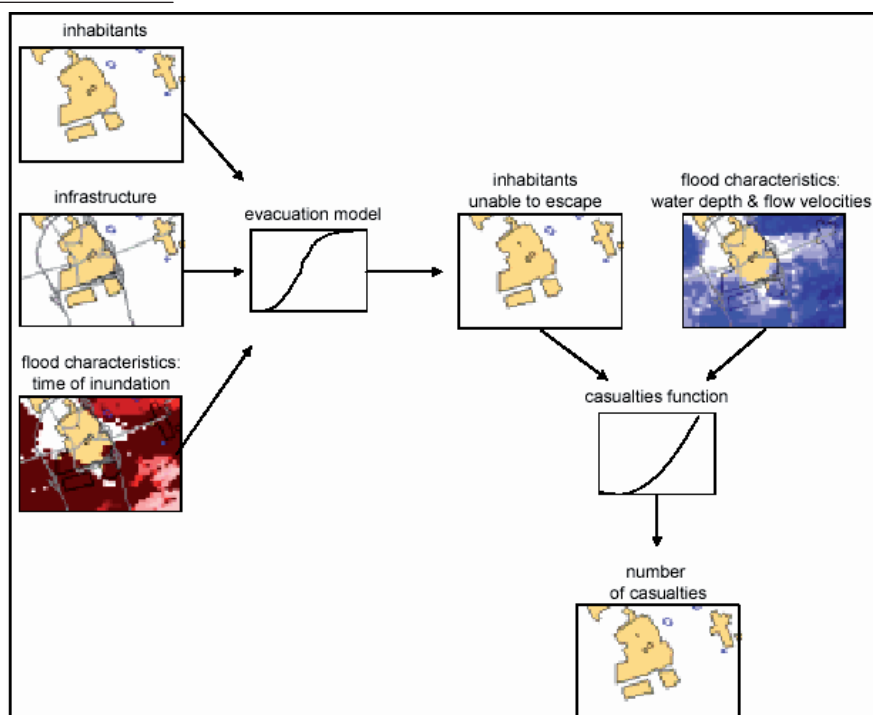 inhabitants
infrastructure
evacuation model
flood characteristics:
time of inundation
inhabitants
unable to escape
flood characteristics:
water depth & flow velocities
casualties function
number
of casualties